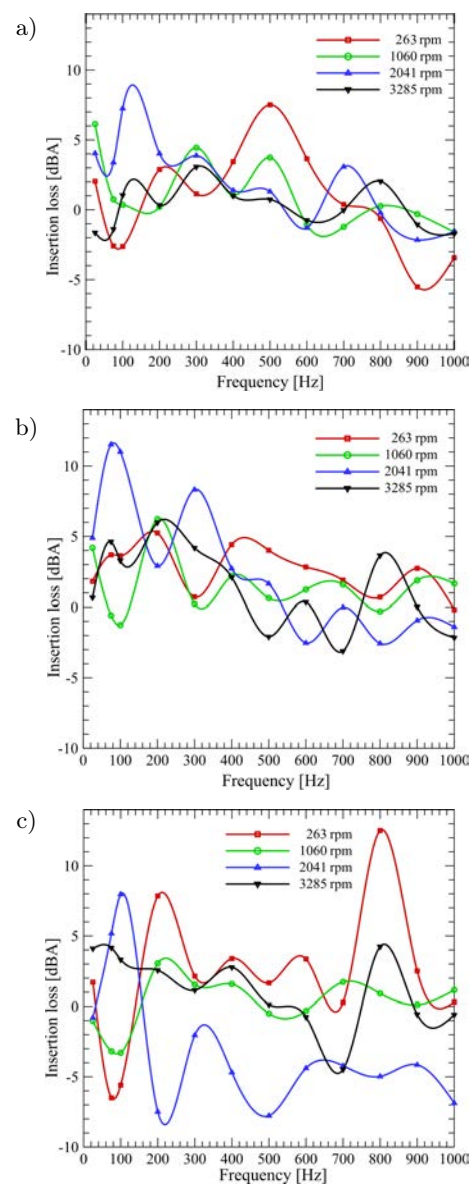 a)
10
5
0
-5
-10
Insertion loss [dBA]
263 rpm
1060 rpm
2041 rpm
3285 rpm
0 100 200 300 400 500 600 700 800 900 1000
Frequency [Hz]
b)
10
5
0
-5
-10
Insertion loss [dBA]
263 rpm
1060 rpm
2041 rpm
3285 rpm
0 100 200 300 400 500 600 700 800 900 1000
Frequency [Hz]
c)
10
5
0
-5
-10
Insertion loss [dBA]
263 rpm
1060 rpm
2041 rpm
3285 rpm
0 100 200 300 400 500 600 700 800 900 1000
Frequency [Hz]